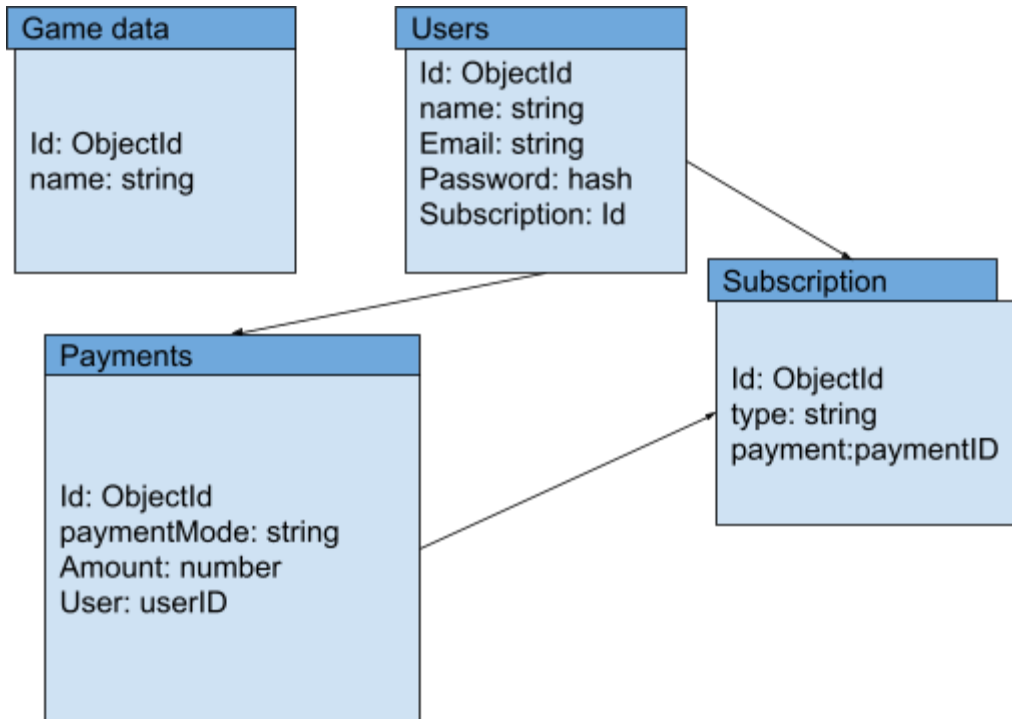 Game data
Id: ObjectId
name: string
Users
Id: ObjectId
name: string
Email: string
Password: hash
Subscription: Id
Subscription
Id: ObjectId
type: string
payment:paymentID
Payments
Id: ObjectId
paymentMode: string
Amount: number
User: userID